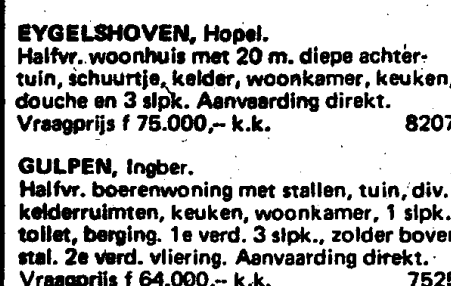 EYGELSHOVEN, Hopel.
Halfvr. woonhuis met 20 m. diepe achter-
tuin, schuurtje, kelder, woonkamer, keuken,
douche en 3 slpk. Aanvaarding direkt.
Vraagprijs f 75.000,-- k.k. 8207
GULPEN, Ingber.
Halfvr. boerenwoning met stallen, tuin, div.
kelderruimten, keuken, woonkamer, 1 slpk.
toilet, berging. 1e verd. 3 slpk., zolder boven
stal. 2e verd. vliering. Aanvaarding direkt.
Vraagprijs f 64.000,-- k.k. 7525